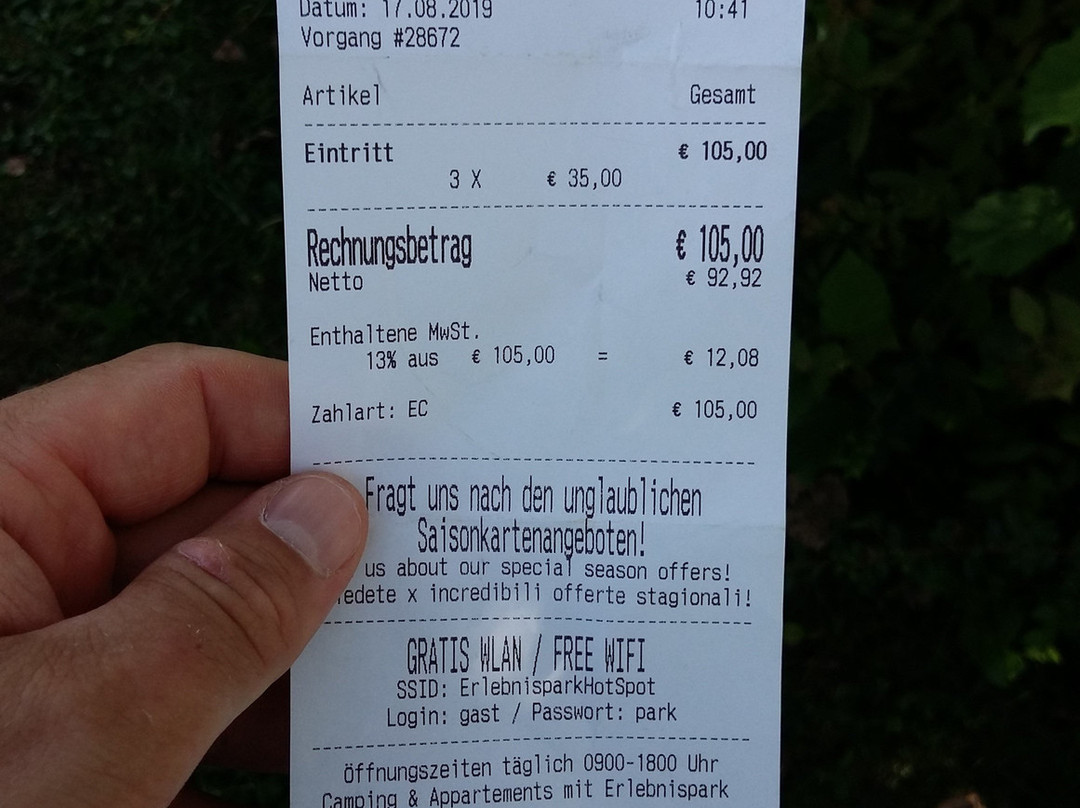 Datum: 17.08.2019 10:41
Vorgang #28672
Artikel Gesamt
Eintritt € 105,00
3 X € 35,00
Rechnungsbetrag € 105,00
Netto € 92,92
Enthaltene MwSt.
13% aus € 105,00 = € 12,08
Zahlart: EC € 105,00
Fragt uns nach den unglaublichen
Saisonkartenangeboten!
us about our special season offers!
x incredibili offerte stagionali!
GRATIS WLAN / FREE WIFI
SSID: ErlebnisparkHotSpot
Login: gast / Passwort: park
Öffnungszeiten täglich 0900-1800 Uhr
Camping & Appartements mit Erlebnispark